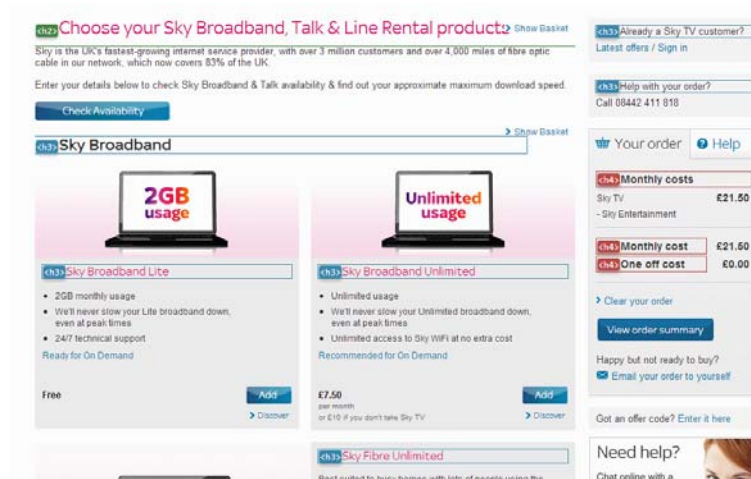 <h2>Choose your Sky Broadband, Talk & Line Rental products
Show Basket
Sky is the UK's fastest-growing internet service provider, with over 3 million customers and over 4,000 miles of fibre optic
cable in our network, which now covers 83% of the UK.
Enter your details below to check Sky Broadband & Talk availability & find out your approximate maximum download speed.
Check Availability
Show Basket
<h3>Sky Broadband
2GB
usage
<h3>Sky Broadband Lite
• 2GB monthly usage
• We'll never slow your Lite broadband down,
even at peak times
• 24/7 technical support
Ready for On Demand
Free
Add
Discover
Unlimited
usage
<h3>Sky Broadband Unlimited
• Unlimited usage
• We'll never slow your Unlimited broadband down,
even at peak times
• Unlimited access to Sky WiFi at no extra cost
Recommended for On Demand
£7.50
per month
or £10 if you don't take Sky TV
Add
Discover
<h3>Sky Fibre Unlimited
Best suited to busy homes with lots of people using the
<h3>Already a Sky TV customer?
Latest offers / Sign in
<h3>Help with your order?
Call 08442 411 818
Your order
Help
<h4>Monthly costs
Sky TV £21.50
- Sky Entertainment
<h4>Monthly cost £21.50
<h4>One off cost £0.00
Clear your order
View order summary
Happy but not ready to buy?
Email your order to yourself
Got an offer code? Enter it here
Need help?
Chat online with a